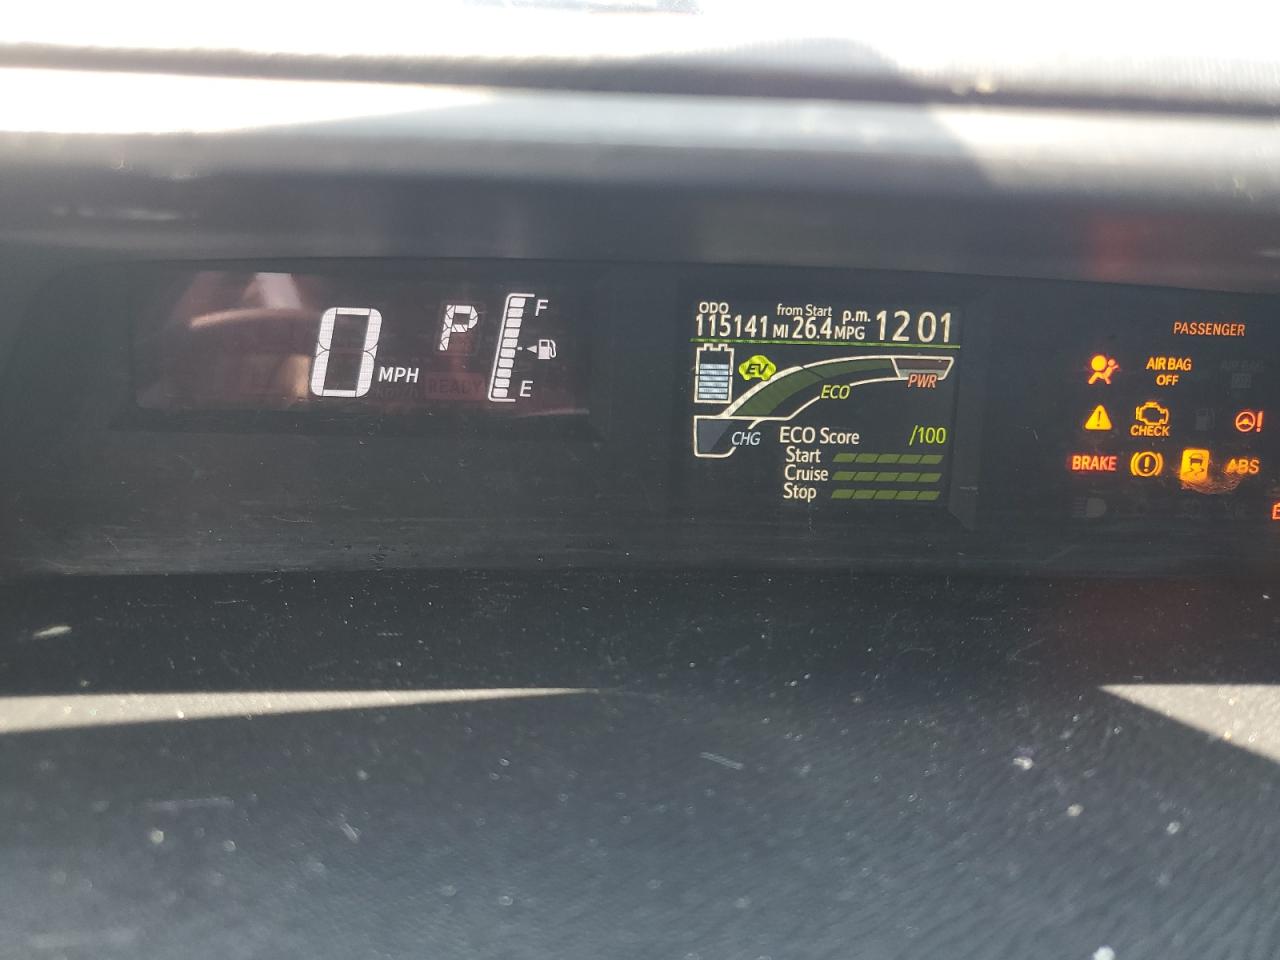 0 MPH
P
READY
F
E
ODO
from Start
p.m.
115141 MI 26.4 MPG 12 01
EV
ECO
PWR
CHG
ECO Score /100
Start
Cruise
Stop
PASSENGER
AIR BAG
OFF
CHECK
BRAKE
ABS